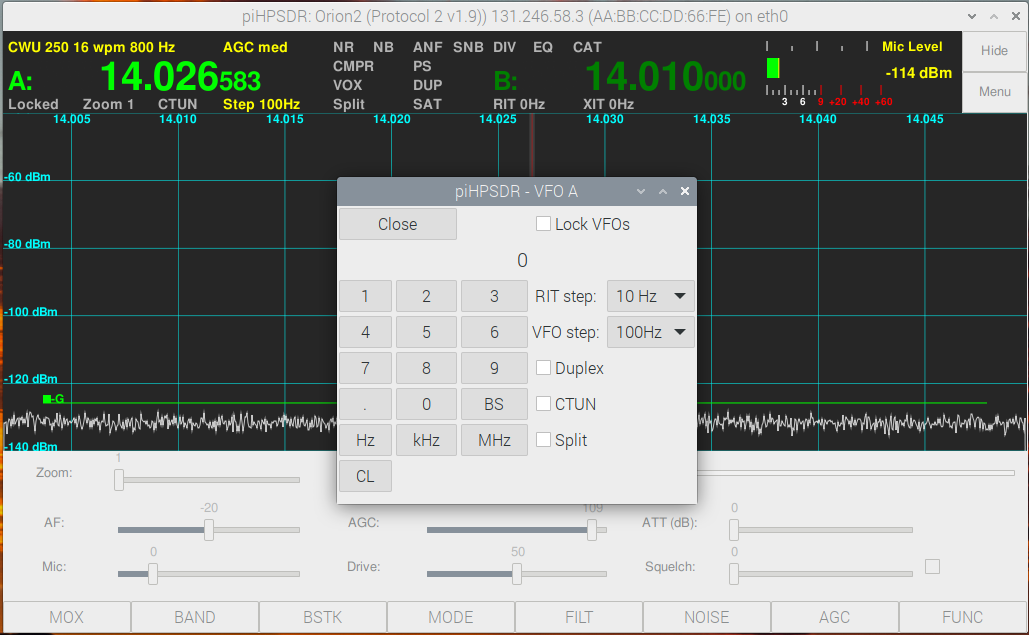 piHPSDR: Orion2 (Protocol 2 v1.9)) 131.246.58.3 (AA:BB:CC:DD:66:FE) on eth0
CWU 250 16 wpm 800 Hz AGC med NR NB ANF SNB DIV EQ CAT Mic Level Hide
CMPR PS
A: 14.026583 VOX DUP B: 14.010000 -114 dBm
Locked Zoom 1 CTUN Step 100Hz Split SAT RIT 0Hz XIT 0Hz 3 6 9 +20 +40 +60 Menu
14.005 14.010 14.015 14.020 14.025 14.030 14.035 14.040 14.045
-60 dBm
-80 dBm
-100 dBm
-120 dBm
-G
-140 dBm
piHPSDR - VFO A
Close Lock VFOs
0
1 2 3 RIT step: 10 Hz
4 5 6 VFO step: 100Hz
7 8 9 Duplex
. 0 BS CTUN
Hz kHz MHz Split
CL
1
Zoom:
-20 109 0
AF: AGC: ATT (dB):
0 50 0
Mic: Drive: Squelch:
MOX BAND BSTK MODE FILT NOISE AGC FUNC